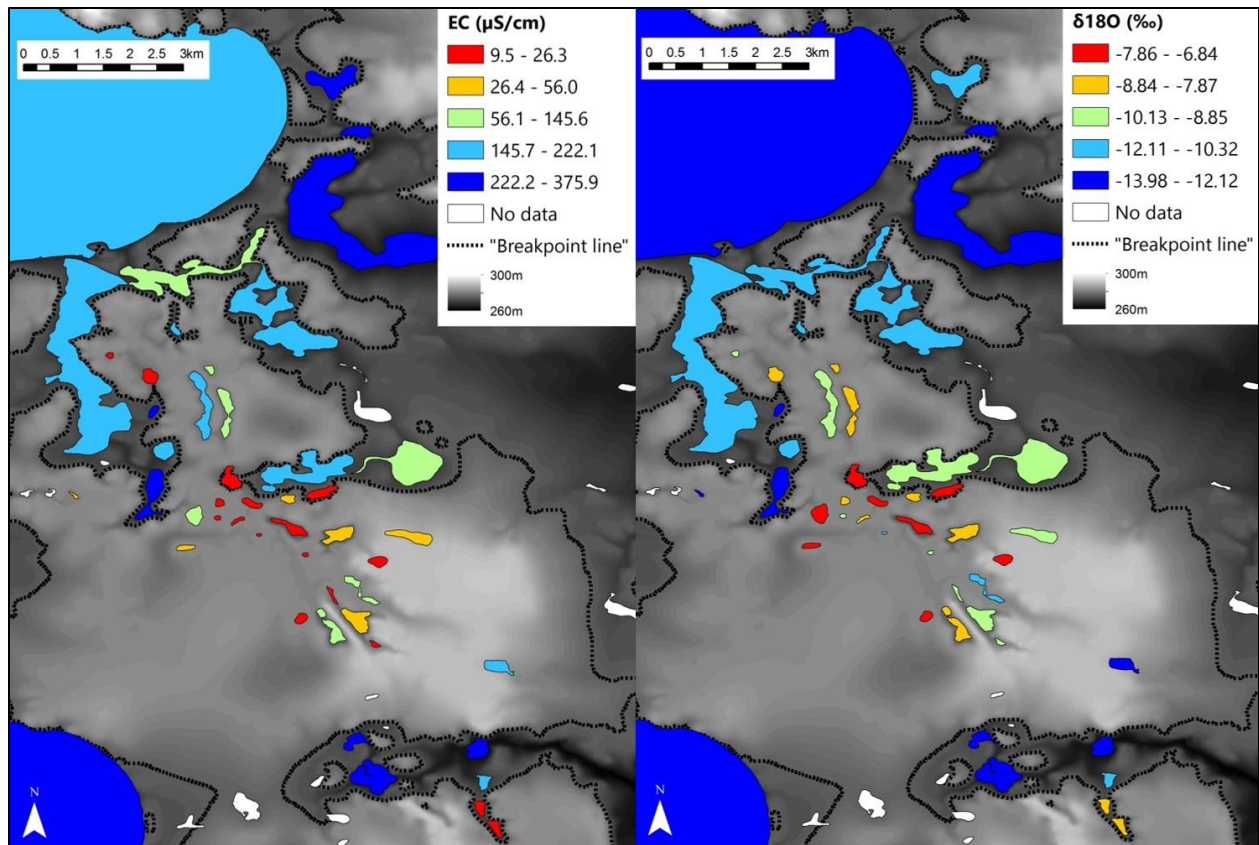 0 0.5 1 1.5 2 2.5 3km
EC (µS/cm)
9.5 - 26.3
26.4 - 56.0
56.1 - 145.6
145.7 - 222.1
222.2 - 375.9
No data
"Breakpoint line"
300m
260m
N
0 0.5 1 1.5 2 2.5 3km
δ18O (‰)
-7.86 - -6.84
-8.84 - -7.87
-10.13 - -8.85
-12.11 - -10.32
-13.98 - -12.12
No data
"Breakpoint line"
300m
260m
N